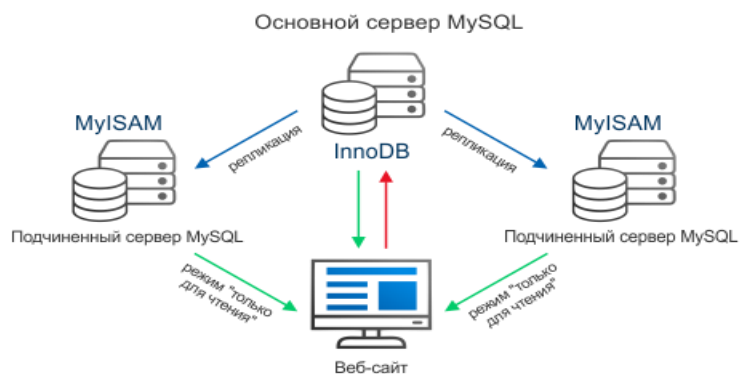 Основной сервер MySQL
MyISAM
MyISAM
репликация
репликация
InnoDB
Подчиненный сервер MySQL
Подчиненный сервер MySQL
режим "только
для чтения"
режим "только
для чтения"
Веб-сайт